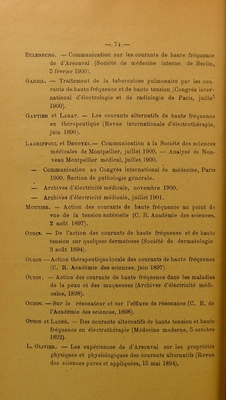 — 74 —
EULENBURG. — Communication sur les courants de haute fréquence
de d'Arsonval (Société de médecine interne de Berlin,
5 février 1900).
GANDIL. — Traitement de la tuberculose pulmonaire par les cou-
rants de haute fréquence et de haute tension (Congrès inter-
national d'électrologie et de radiologie de Paris, juillet
1900).
GAUTIER et LARAT. — Les courants alternatifs de haute fréquence
en thérapeutique (Revue internationale d'électrothérapie,
juin 1896).
LAGRIFFOUL et DENOYÈS. — Communication à la Société des sciences
médicales de Montpellier, juillet 1900. — Analysé in Nou-
veau Montpellier médical, juillet 1900.
— Communication au Congrès international de médecine, Paris
1900. Section de pathologie générale.
— Archives d'électricité médicale, novembre 1900.
— Archives d'électricité médicale, juillet 1901.
MOUTIER. — Action des courants de haute fréquence au point de
vue de la tension artérielle (C. R. Académie des sciences,
2 août 1897).
OUDIN. — De l'action des courants de haute fréquence et de haute
tension sur quelques dermatoses (Société de dermatologie
2 août 1894).
OUDIN. — Action thérapeutique locale des courants de haute fréquence
(C. R. Académie des sciences, juin 1897)
OUDIN. — Action des courants de haute fréquence dans les maladies
de la peau et des muqueuses (Archives d'électricité médi-
cales, 1898).
OUDIN. — Sur le résonateur et sur l'effluve de résonance (C. R. de
l'Académie des sciences, 1898).
OUDIN et LABBÉ. — Des courants alternatifs de haute tension et haute
fréquence en électrothérapie (Médecine moderne, 5 octobre
1892).
L. OLIVIER. — Les expériences de d'Arsonval sur les propriétés
physiques et physiologiques des courants alternatifs (Revue
des sciences pures et appliquées, 15 mai 1894).